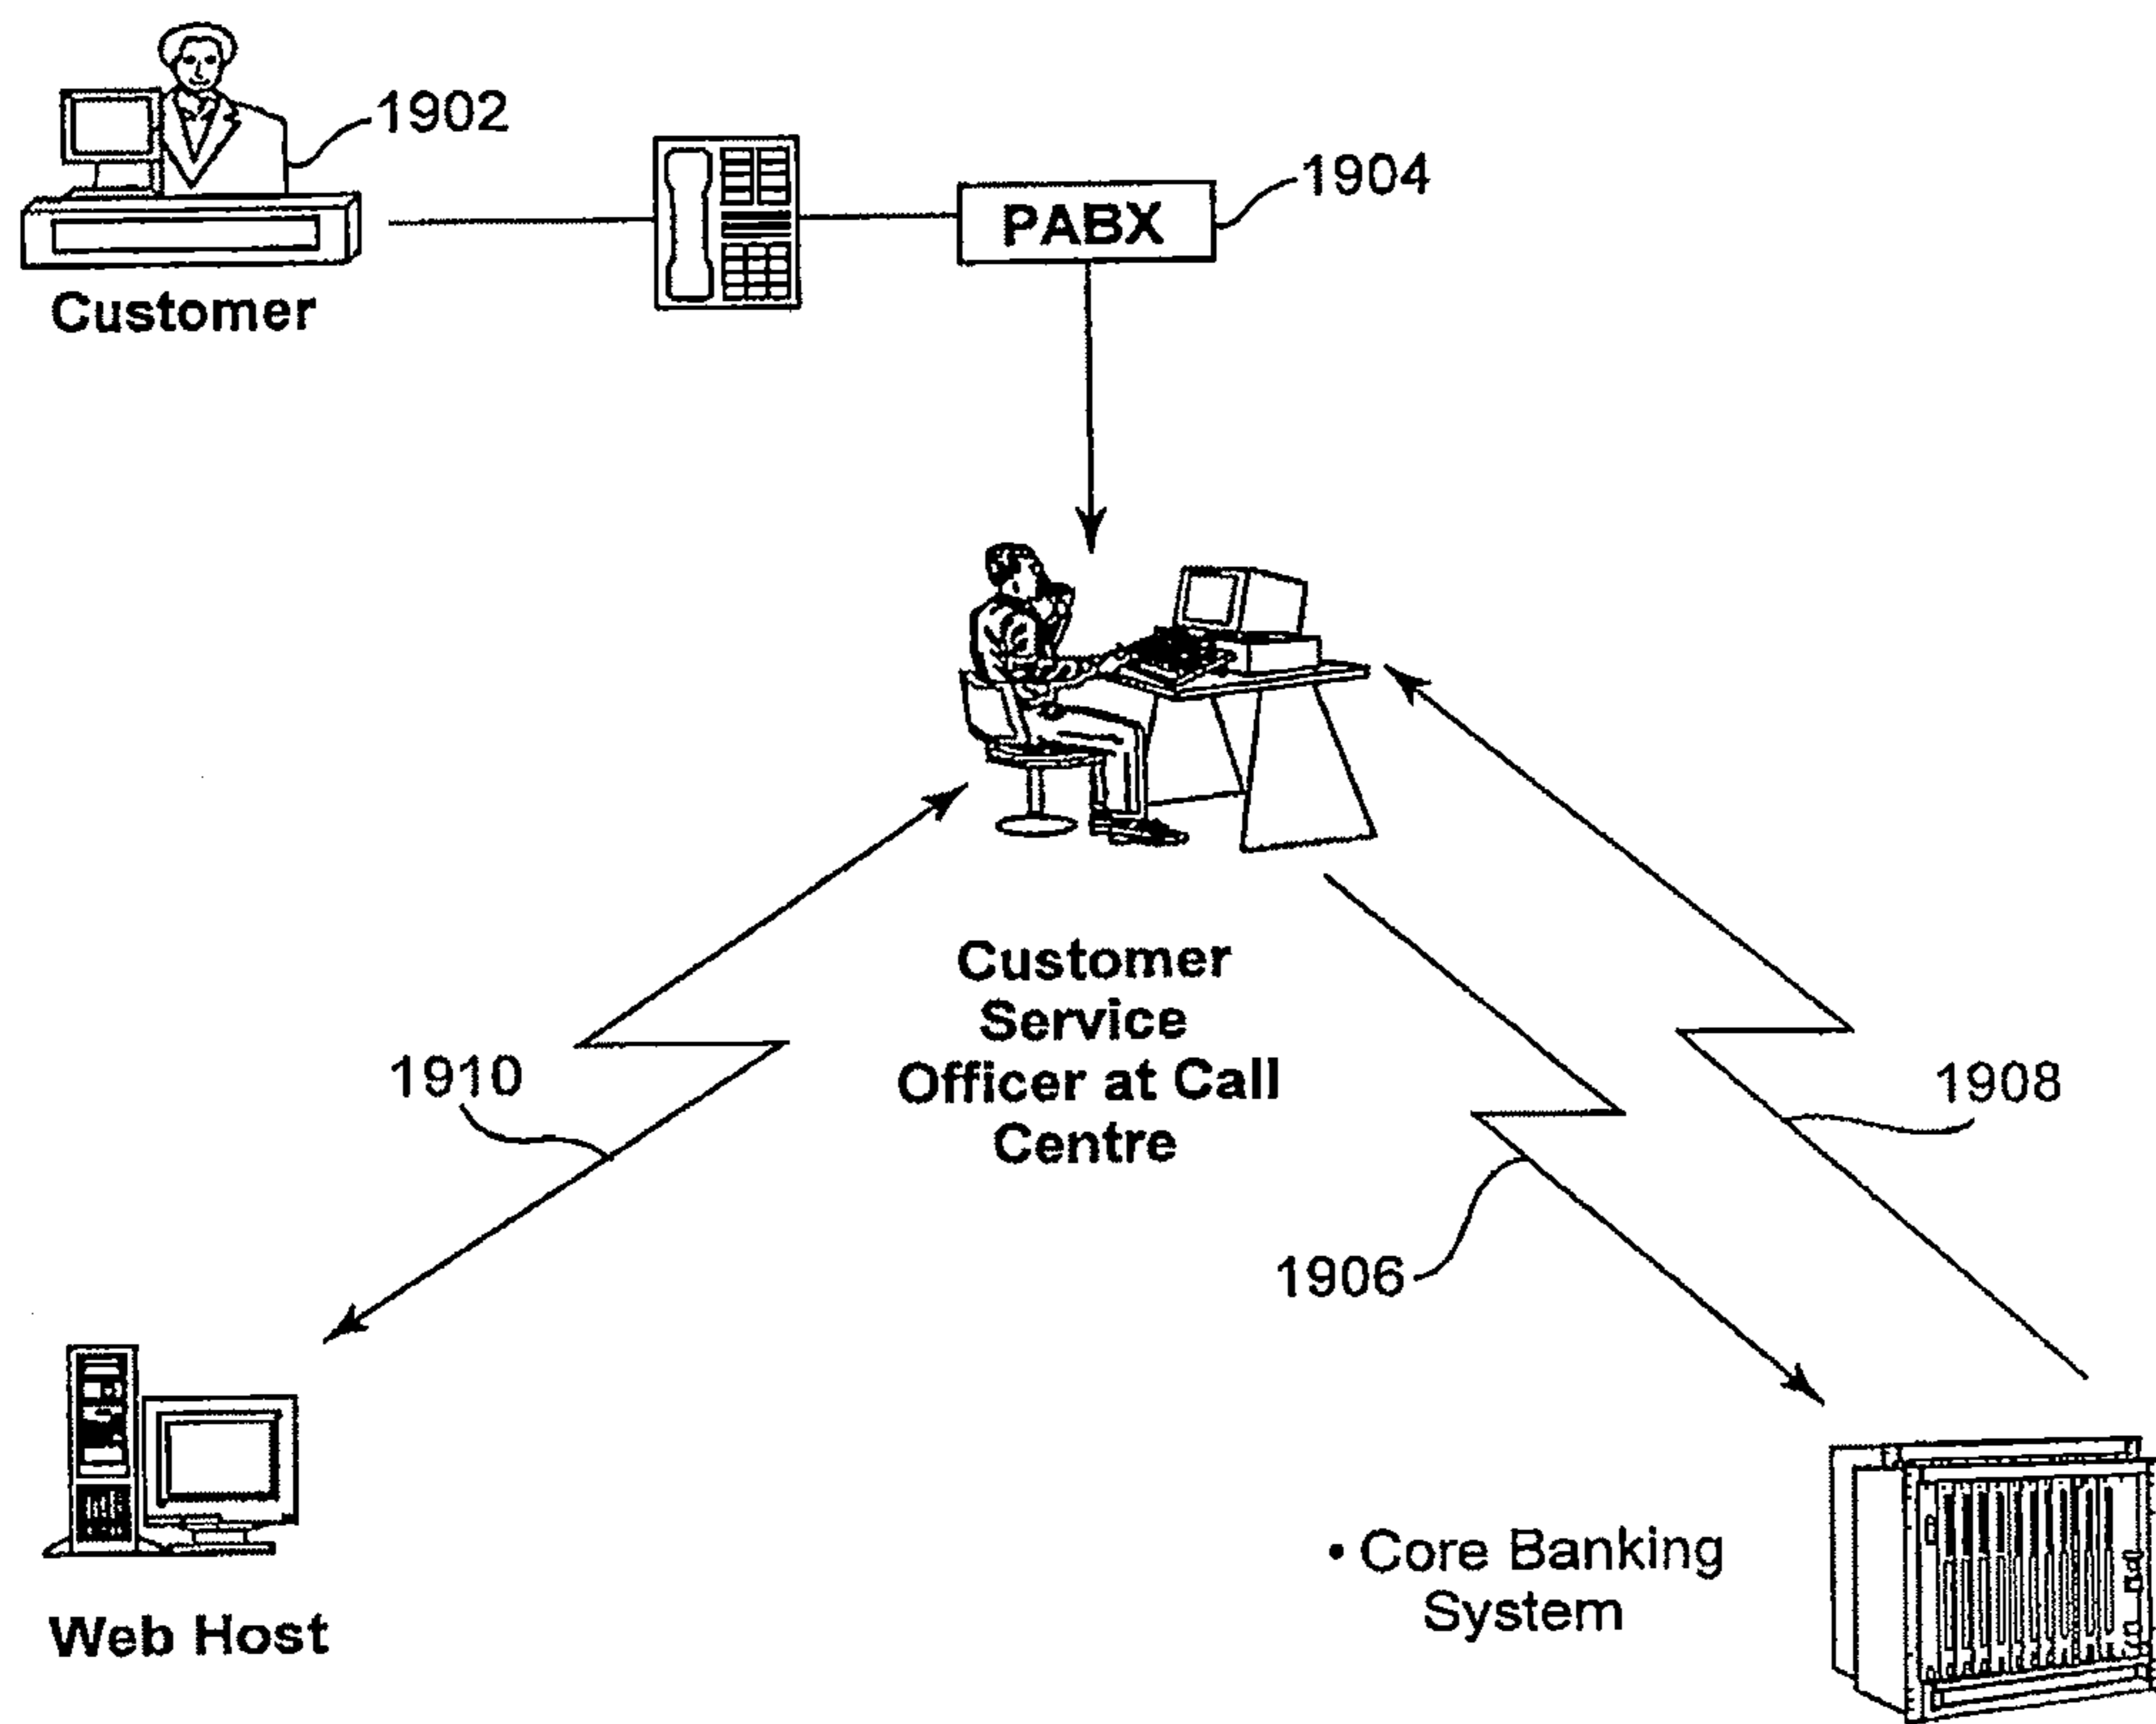 1902
1904
PABX
Customer
Customer
Service
Officer at Call
Centre
1910
1908
1906
• Core Banking
System
Web Host